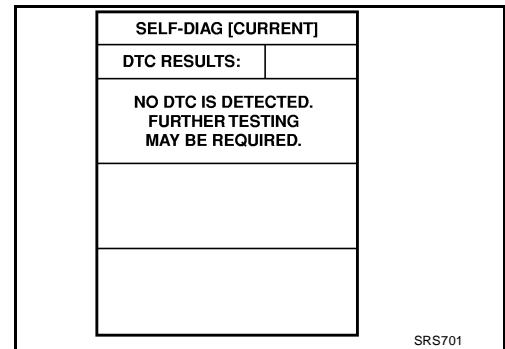 SELF-DIAG [CURRENT]
DTC RESULTS:
NO DTC IS DETECTED.
FURTHER TESTING
MAY BE REQUIRED.
SRS701